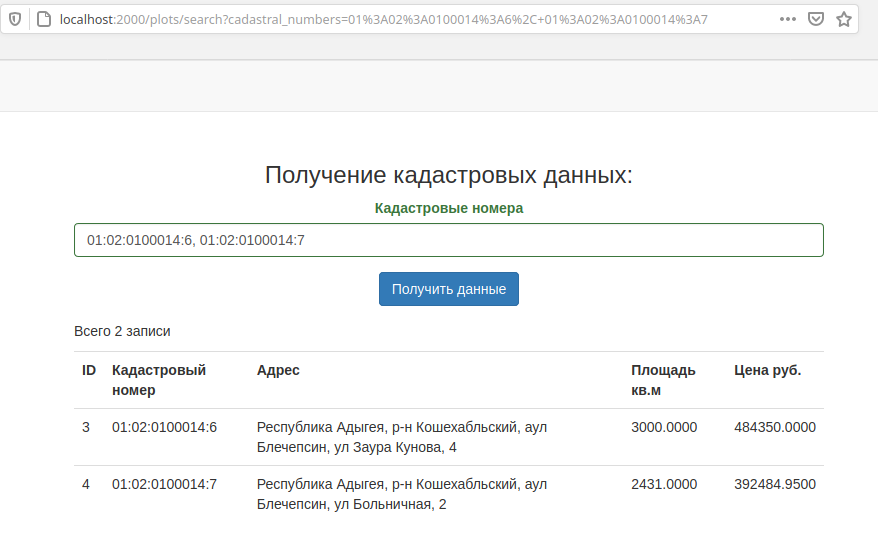 localhost:2000/plots/search?cadastral_numbers=01%3A02%3A0100014%3A6%2C+01%3A02%3A0100014%3A7
Получение кадастровых данных:
Кадастровые номера
01:02:0100014:6, 01:02:0100014:7
Получить данные
Всего 2 записи
ID Кадастровый номер Адрес Площадь кв.м Цена руб.
3 01:02:0100014:6 Республика Адыгея, р-н Кошехабльский, аул Блечепсин, ул Заура Кунова, 4 3000.0000 484350.0000
4 01:02:0100014:7 Республика Адыгея, р-н Кошехабльский, аул Блечепсин, ул Больничная, 2 2431.0000 392484.9500